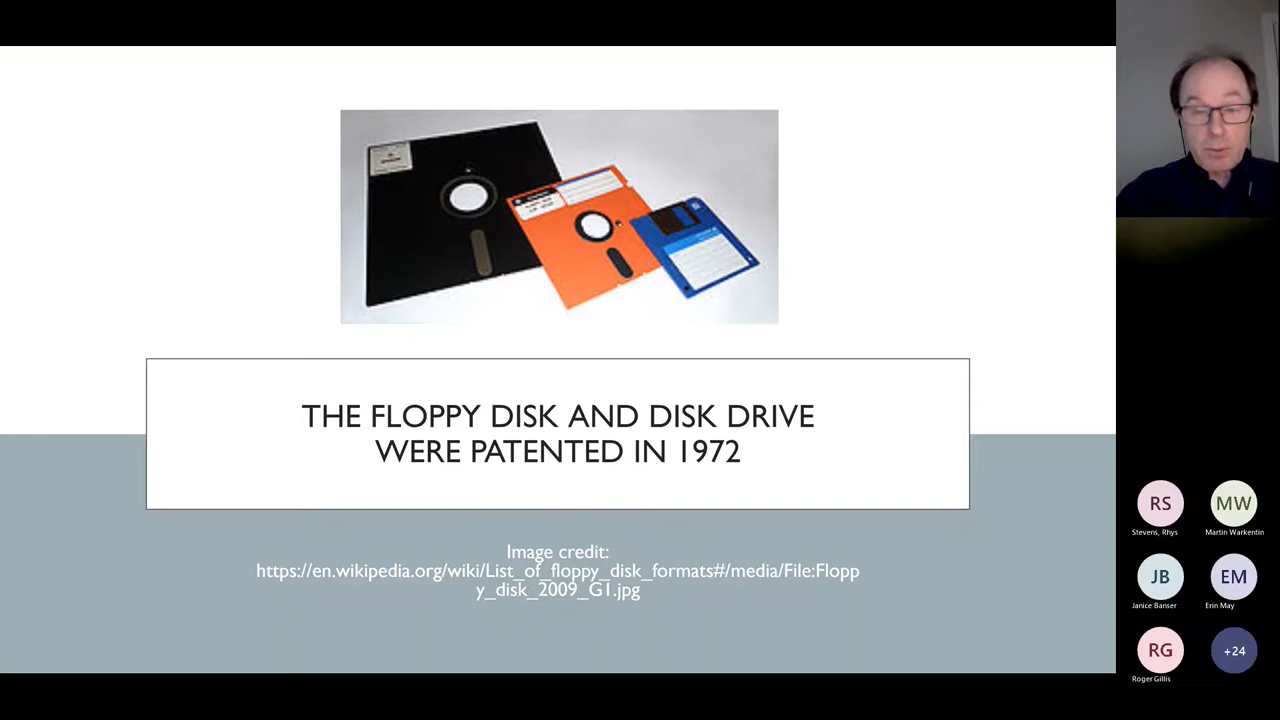 THE FLOPPY DISK AND DISK DRIVE
WERE PATENTED IN 1972
Image credit:
https://en.wikipedia.org/wiki/List_of_floppy_disk_formats#/media/File:Flopp
y_disk_2009_G1.jpg
RS
MW
Stevens, Rhys
Martin Warkentin
JB
EM
Janice Banser
Erin May
RG
+24
Roger Gillis